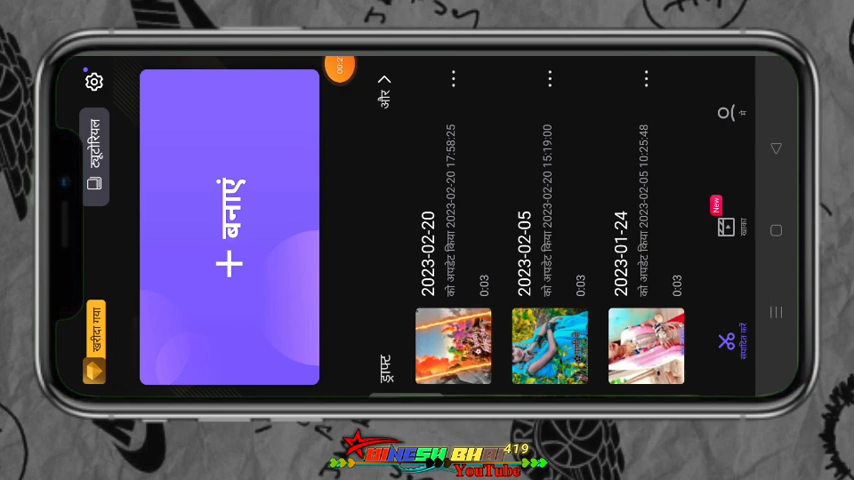 खरीदा गया
ट्यूटोरियल
+ बनाएं
ड्राफ्ट
और >
2023-02-20
को अपडेट किया 2023-02-20 17:58:25
0:03
2023-02-05
को अपडेट किया 2023-02-20 15:19:00
0:03
2023-01-24
को अपडेट किया 2023-02-05 10:25:48
0:03
संपादित करें
New
खाका
मे
DINESH BHAI 419
YouTube